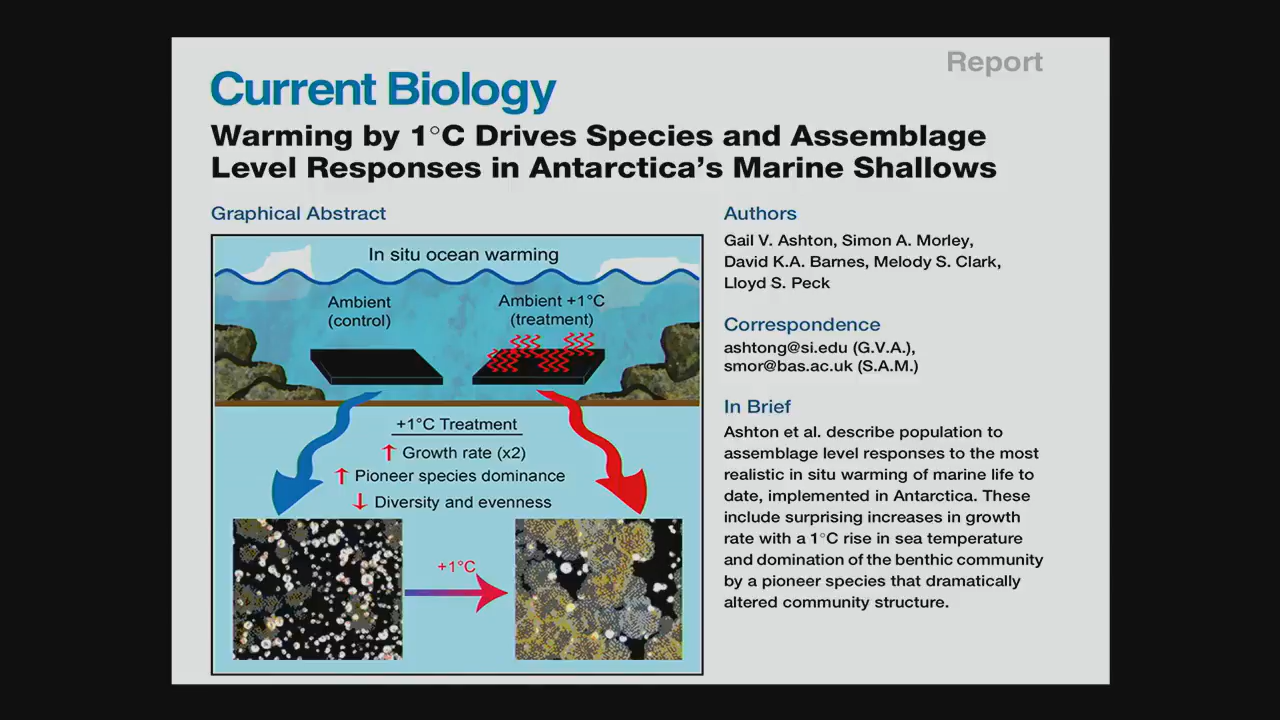 Report
Current Biology
Warming by 1°C Drives Species and Assemblage
Level Responses in Antarctica's Marine Shallows
Graphical Abstract
In situ ocean warming
Ambient
(control)
Ambient +1°C
(treatment)
+1°C Treatment
↑ Growth rate (x2)
↑ Pioneer species dominance
↓ Diversity and evenness
+1°C
Authors
Gail V. Ashton, Simon A. Morley,
David K.A. Barnes, Melody S. Clark,
Lloyd S. Peck
Correspondence
ashtong@si.edu (G.V.A.),
smor@bas.ac.uk (S.A.M.)
In Brief
Ashton et al. describe population to
assemblage level responses to the most
realistic in situ warming of marine life to
date, implemented in Antarctica. These
include surprising increases in growth
rate with a 1°C rise in sea temperature
and domination of the benthic community
by a pioneer species that dramatically
altered community structure.